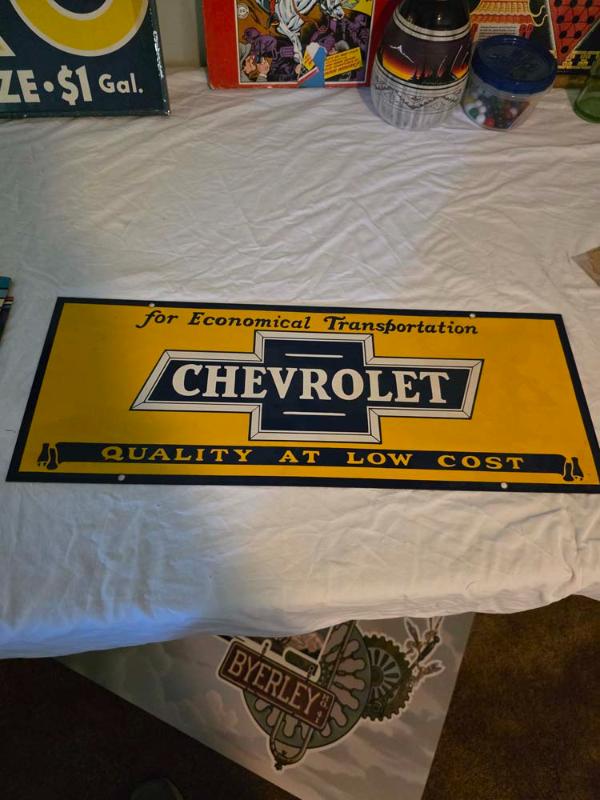 ZE • $1 Gal.
for Economical Transportation
CHEVROLET
QUALITY AT LOW COST
BYERLEY'S